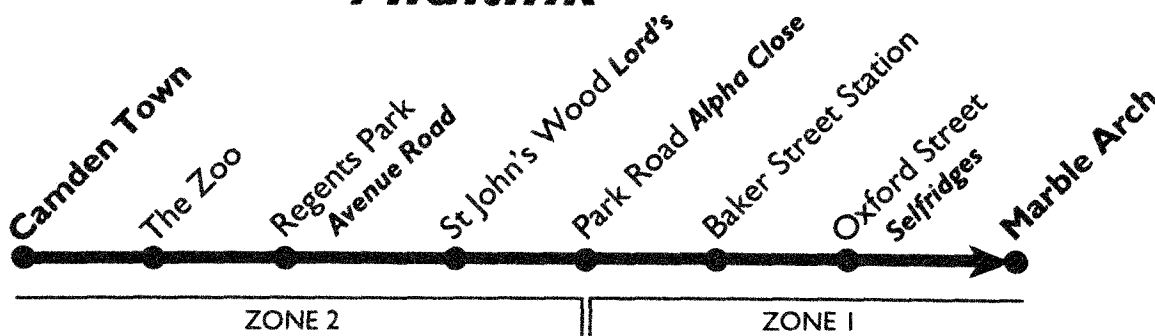 Camden Town
The Zoo
Regents Park
Avenue Road
St John's Wood Lord's
Park Road Alpha Close
Baker Street Station
Oxford Street
Selfridges
Marble Arch
ZONE 2
ZONE 1